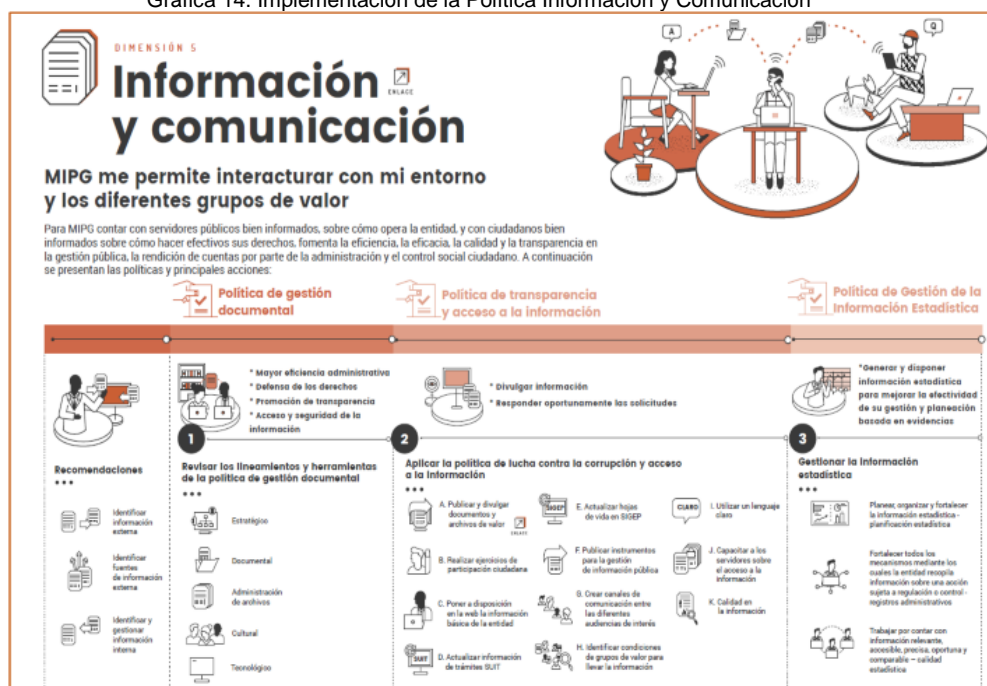 Gráfica 14. Implementación de la Política Información y Comunicación
DIMENSIÓN 5
Información
y comunicación
ENLACE
A
Q
MIPG me permite interacturar con mi entorno
y los diferentes grupos de valor
Para MIPG contar con servidores públicos bien informados, sobre cómo opera la entidad, y con ciudadanos bien
informados sobre cómo hacer efectivos sus derechos, fomenta la eficiencia, la eficacia, la calidad y la transparencia en
la gestión pública, la rendición de cuentas por parte de la administración y el control social ciudadano. A continuación
se presentan las políticas y principales acciones:
Política de gestión
documental
Política de transparencia
y acceso a la información
Política de Gestión de la
Información Estadística
* Mayor eficiencia administrativa
* Defensa de los derechos
* Promoción de transparencia
* Acceso y seguridad de la
información
* Divulgar información
* Responder oportunamente las solicitudes
*Generar y disponer
información estadística
para mejorar la efectividad
de su gestión y planeación
basada en evidencias
Recomendaciones
Identificar
información
externa
Identificar
fuentes
de información
externa
Identificar y
gestionar
información
interna
1
Revisar los lineamientos y herramientas
de la política de gestión documental
Estratégico
Documental
Administración
de archivos
Cultural
Tecnológico
2
Aplicar la política de lucha contra la corrupción y acceso
a la información
A. Publicar y divulgar
documentos y
archivos de valor
ENLACE
B. Realizar ejercicios de
participación ciudadana
C. Poner a disposición
en la web la información
básica de la entidad
SUIT
D. Actualizar información
de trámites SUIT
SIGEP
E. Actualizar hojas
de vida en SIGEP
F. Publicar instrumentos
para la gestión
de información pública
G. Crear canales de
comunicación entre
las diferentes
audiencias de interés
H. Identificar condiciones
de grupos de valor para
llevar la información
CLARO
I. Utilizar un lenguaje
claro
J. Capacitar a los
servidores sobre
el acceso a la
información
K. Calidad en
la información
3
Gestionar la información
estadística
Planear, organizar y fortalecer
la información estadística -
planificación estadística
Fortalecer todos los
mecanismos mediante los
cuales la entidad recopila
información sobre una acción
sujeta a regulación o control -
registros administrativos
Trabajar por contar con
información relevante,
accesible, precisa, oportuna y
comparable – calidad
estadística